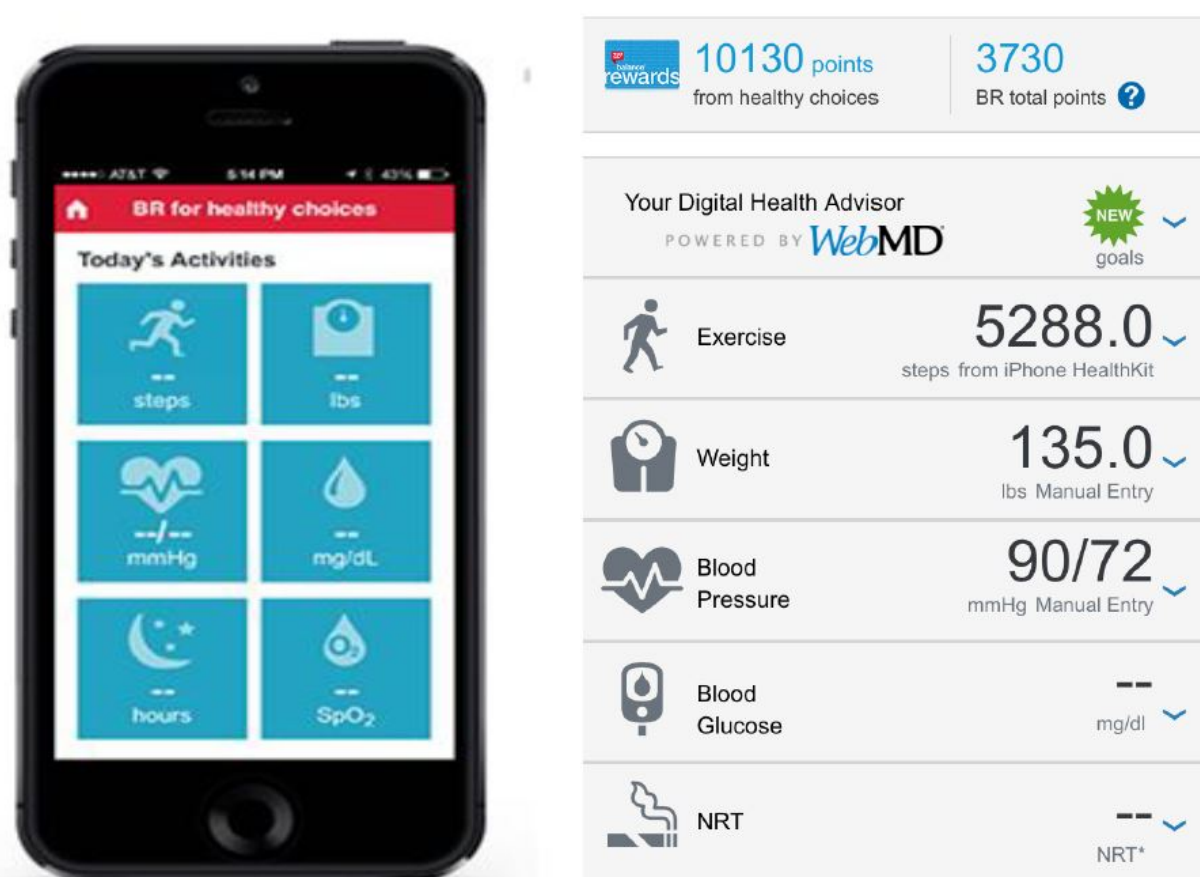 AT&T 5:14 PM 43%
BR for healthy choices
Today's Activities
-- --
steps lbs
--/-- --
mmHg mg/dL
-- --
hours SpO2
balance
rewards
10130 points
from healthy choices
3730
BR total points ?
Your Digital Health Advisor
POWERED BY WebMD
NEW
goals
Exercise
5288.0
steps from iPhone HealthKit
Weight
135.0
lbs Manual Entry
Blood
Pressure
90/72
mmHg Manual Entry
Blood
Glucose
--
mg/dl
NRT
--
NRT*